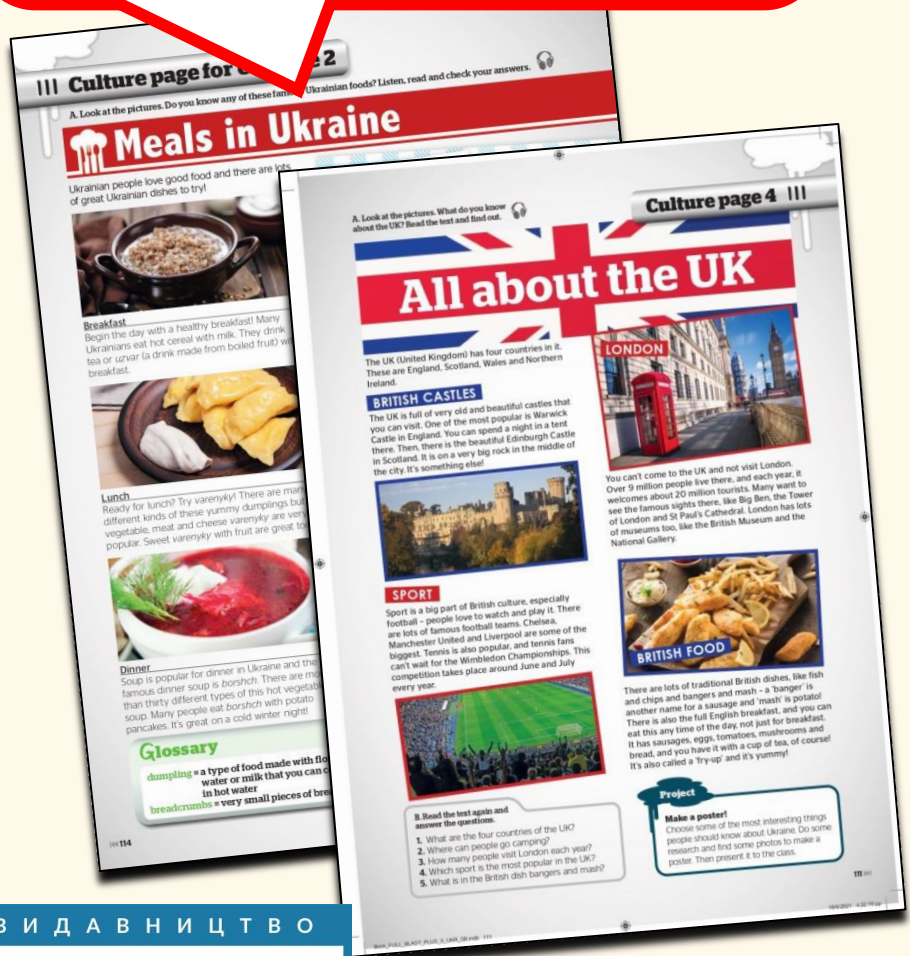 Culture page for
2
A. Look at the pictures. Do you know any of these
Ukrainian foods? Listen, read and check your answers.
Meals in Ukraine
Ukrainian people love good food and there are lots
of great Ukrainian dishes to try!
Breakfast
Begin the day with a healthy breakfast! Many
Ukrainians eat hot cereal with milk. They drink
tea or uzvar (a drink made from boiled fruit)
breakfast.
Lunch
Ready for lunch? Try varenyky! There are
different kinds of these yummy dumplings
vegetable, meat and cheese varenyky are very
popular. Sweet varenyky with fruit are great
Dinner
Soup is popular for dinner in Ukraine and the
famous dinner soup is borshch. There are
than thirty different types of this hot
soup. Many people eat borshch with potato
pancakes. It's great on a cold winter night!
Glossary
dumpling = a type of food made with
water or milk that you can
in hot water
breadcrumbs = very small pieces of
114
Culture page 4
A. Look at the pictures. What do you know
about the UK? Read the text and find out.
All about the UK
The UK (United Kingdom) has four countries in it.
These are England, Scotland, Wales and Northern
Ireland.
BRITISH CASTLES
The UK is full of very old and beautiful castles that
you can visit. One of the most popular is Warwick
Castle in England. You can spend a night in a tent
there. Then, there is the beautiful Edinburgh Castle
in Scotland. It is on a very big rock in the middle of
the city. It's something else!
SPORT
Sport is a big part of British culture, especially
football – people love to watch and play it. There
are lots of famous football teams. Chelsea,
Manchester United and Liverpool are some of the
biggest. Tennis is also popular, and tennis fans
can't wait for the Wimbledon Championships. This
competition takes place around June and July
every year.
LONDON
You can't come to the UK and not visit London.
Over 9 million people live there, and each year, it
welcomes about 20 million tourists. Many want to
see the famous sights there, like Big Ben, the Tower
of London and St Paul's Cathedral. London has lots
of museums too, like the British Museum and the
National Gallery.
BRITISH FOOD
There are lots of traditional British dishes, like fish
and chips and bangers and mash – a 'banger' is
another name for a sausage and 'mash' is potato!
There is also the full English breakfast, and you can
eat this any time of the day, not just for breakfast.
It has sausages, eggs, tomatoes, mushrooms and
bread, and you have it with a cup of tea, of course!
It's also called a 'fry-up' and it's yummy!
B. Read the text again and
answer the questions.
1. What are the four countries of the UK?
2. Where can people go camping?
3. How many people visit London each year?
4. Which sport is the most popular in the UK?
5. What is in the British dish bangers and mash?
Project
Make a poster!
Choose some of the most interesting things
people should know about Ukraine. Do some
research and find some photos to make a
poster. Then present it to the class.
111
ВИДАВНИЦТВО